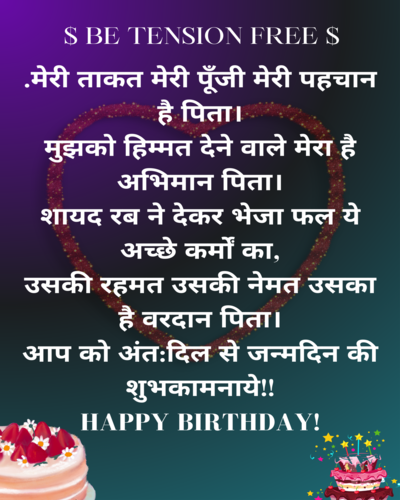 $ BE TENSION FREE $
.मेरी ताकत मेरी पूँजी मेरी पहचान
है पिता।
मुझको हिम्मत देने वाले मेरा है
अभिमान पिता।
शायद रब ने देकर भेजा फल ये
अच्छे कर्मों का,
उसकी रहमत उसकी नेमत उसका
है वरदान पिता।
आप को अंत:दिल से जन्मदिन की
शुभकामनाये!!
HAPPY BIRTHDAY!